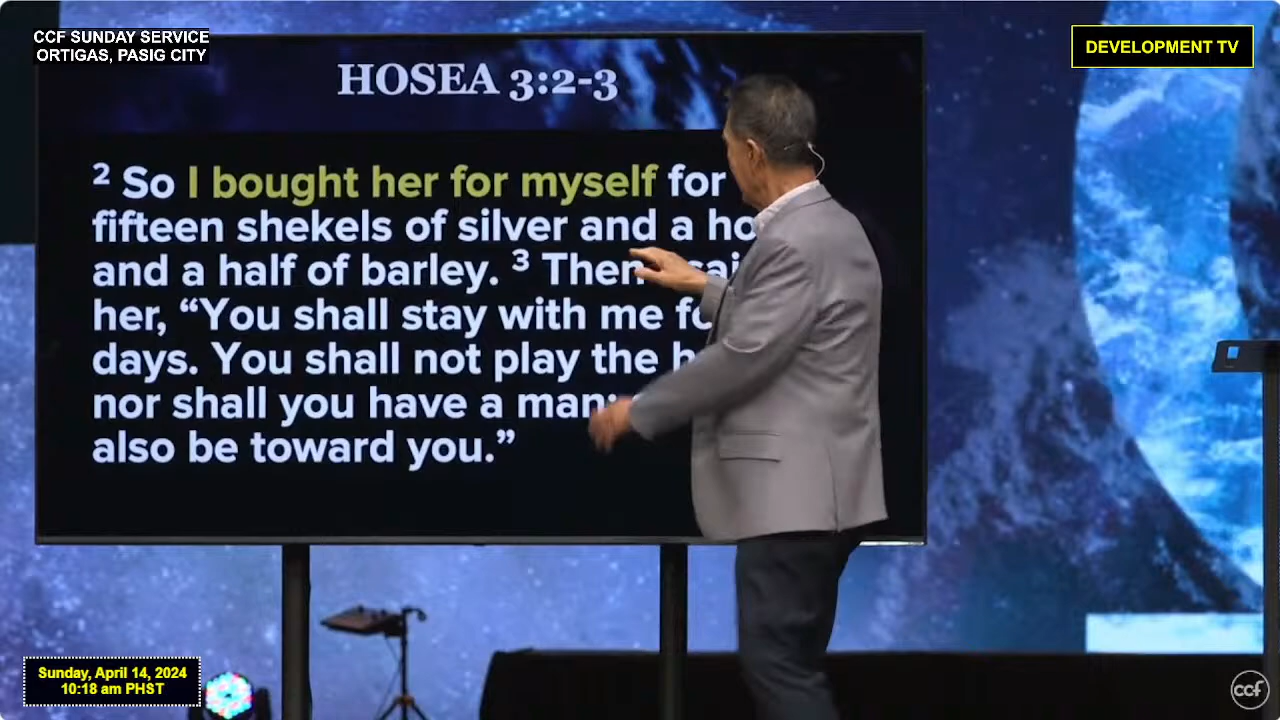 CCF SUNDAY SERVICE
ORTIGAS, PASIG CITY
DEVELOPMENT TV
HOSEA 3:2-3
2 So I bought her for myself for
fifteen shekels of silver and a
and a half of barley. 3 Then
her, “You shall stay with me
days. You shall not play the
nor shall you have a man;
also be toward you.”
Sunday, April 14, 2024
10:18 am PHST
ccf